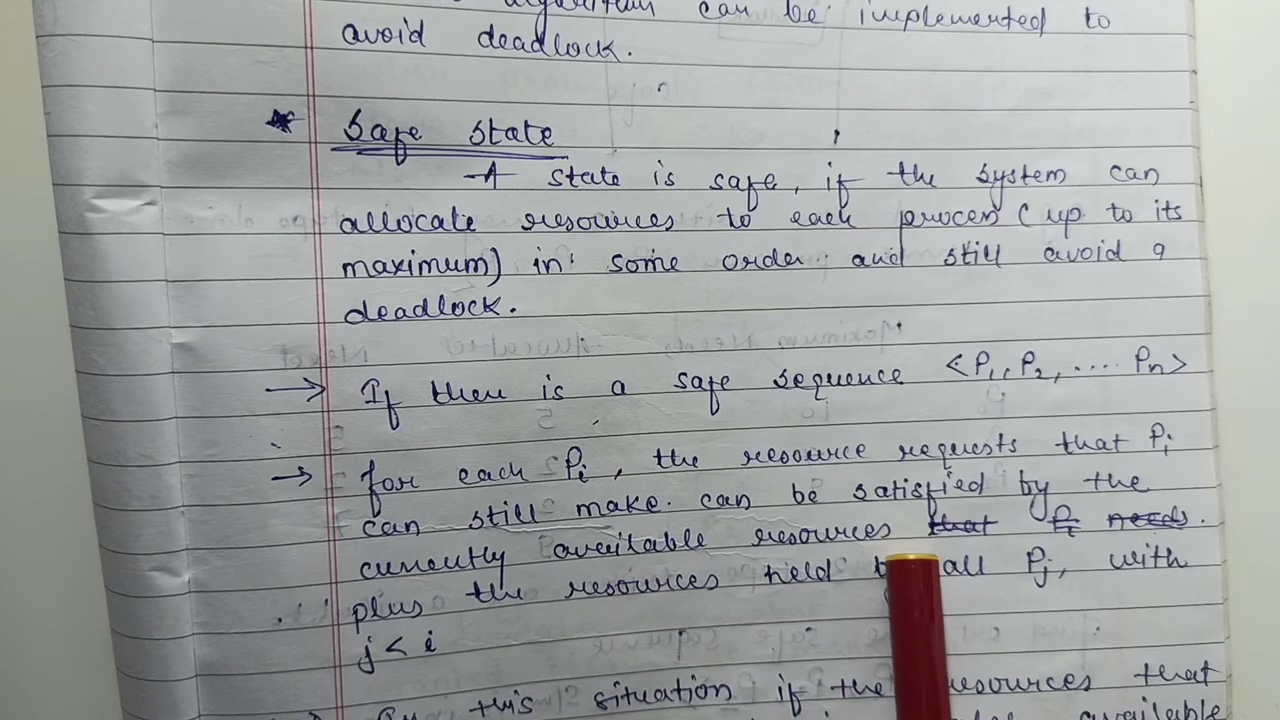 algorithm can be implemented to
avoid deadlock.
Safe State
A state is safe, if the system can
allocate resources to each process (up to its
maximum) in some order and still avoid a
deadlock.
→ If there is a safe sequence <P1, P2, .... Pn>
→ for each Pi, the resource requests that Pi
can still make can be satisfied by the
currently available resources that Pi needs.
plus the resources held by all Pj, with
j < i
this situation if the resources that
available